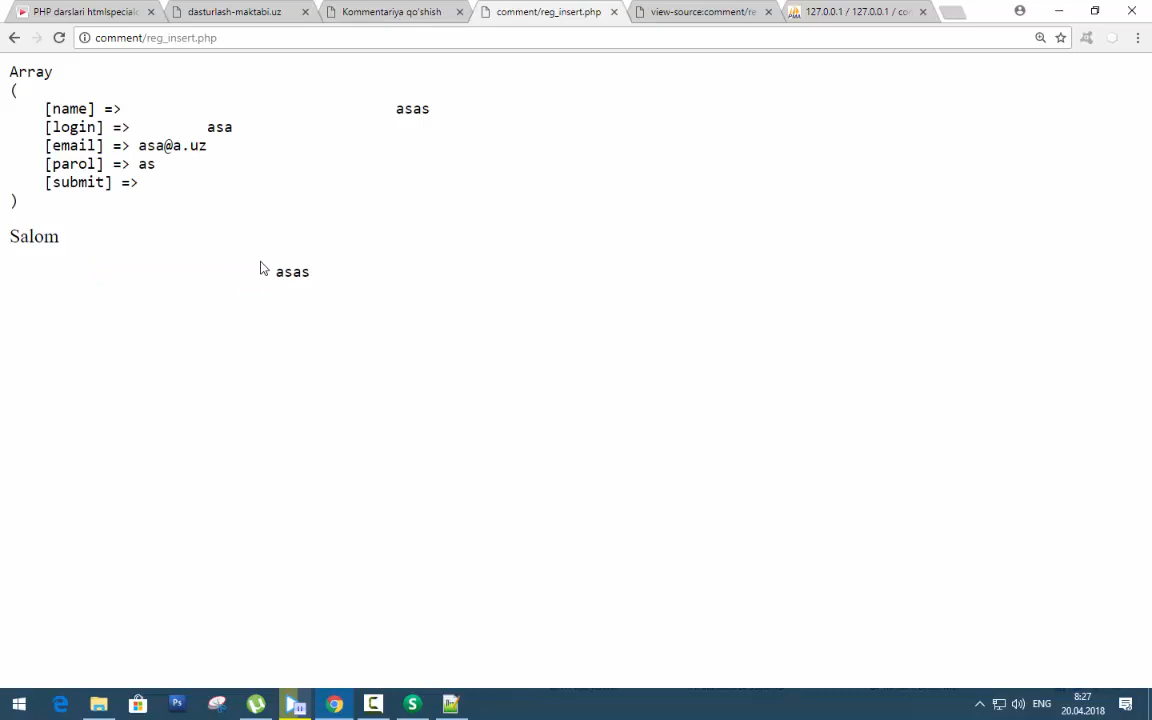 PHP darslari htmlspecialc
dasturlash-maktabi.uz
Kommentariya qo'shish
comment/reg_insert.php
view-source:comment/re
127.0.0.1 / 127.0.0.1 / co
comment/reg_insert.php
Array
(
[name] => asas
[login] => asa
[email] => asa@a.uz
[parol] => as
[submit] =>
)
Salom
asas
ENG
8:27
20.04.2018